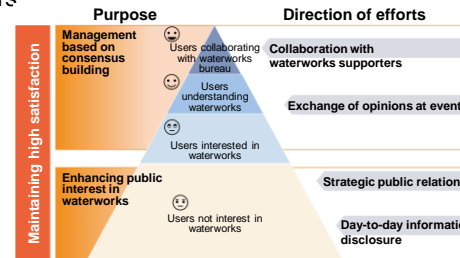 Purpose
Direction of efforts
Maintaining high satisfaction
Management
based on
consensus
building
Users collaborating
with waterworks
bureau
Collaboration with
waterworks supporters
Users
understanding
waterworks
Exchange of opinions at event
Users interested in
waterworks
Enhancing public
interest in
waterworks
Strategic public relation
Users not interest in
waterworks
Day-to-day informatio
disclosure